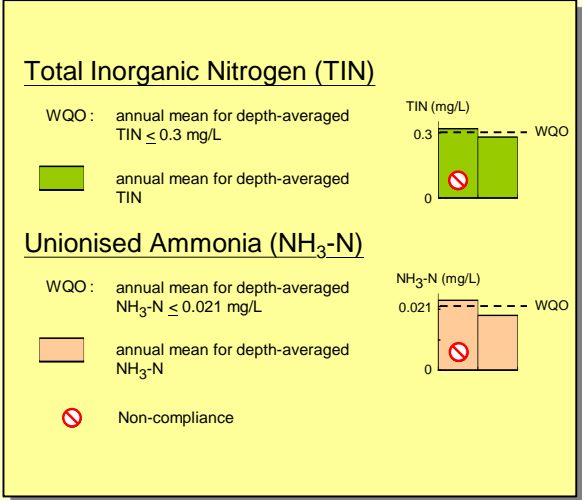 Total Inorganic Nitrogen (TIN)
WQO : annual mean for depth-averaged
TIN ≤ 0.3 mg/L
annual mean for depth-averaged
TIN
TIN (mg/L)
0.3
WQO
0
Unionised Ammonia (NH₃-N)
WQO : annual mean for depth-averaged
NH₃-N ≤ 0.021 mg/L
annual mean for depth-averaged
NH₃-N
NH₃-N (mg/L)
0.021
WQO
0
Non-compliance